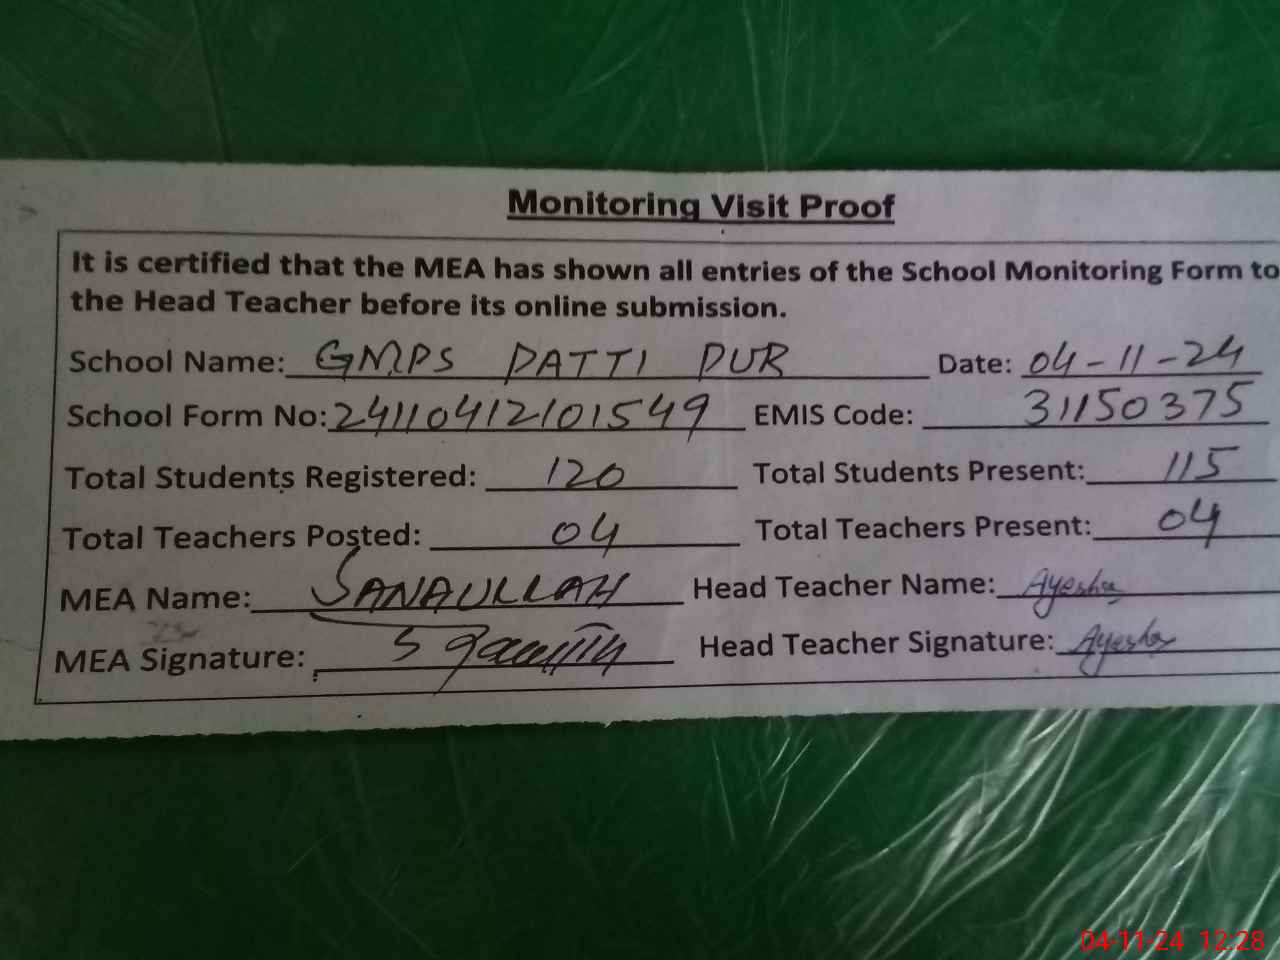 Monitoring Visit Proof
It is certified that the MEA has shown all entries of the School Monitoring Form to
the Head Teacher before its online submission.
School Name: GMPS PATTI PUR Date: 04-11-24
School Form No: 24110412101549 EMIS Code: 31150375
Total Students Registered: 120 Total Students Present: 115
Total Teachers Posted: 04 Total Teachers Present: 04
MEA Name: SANAULLAH Head Teacher Name: Ayesha
MEA Signature: Head Teacher Signature: Ayesha
04-11-24 12:28